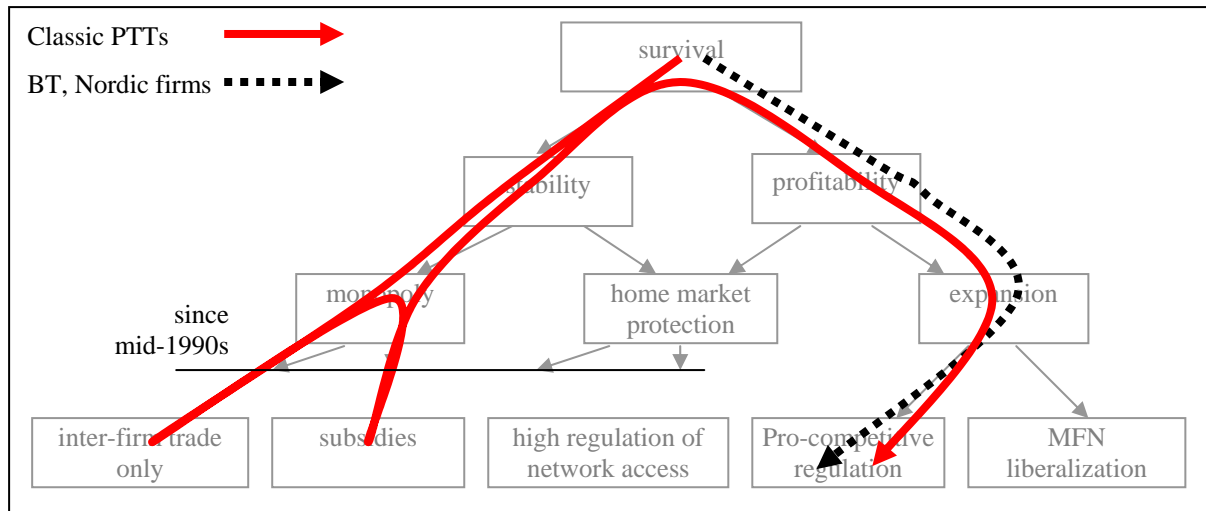 Classic PTTs
BT, Nordic firms
survival
stability
profitability
monopoly
home market
protection
expansion
since
mid-1990s
inter-firm trade
only
subsidies
high regulation of
network access
Pro-competitive
regulation
MFN
liberalization